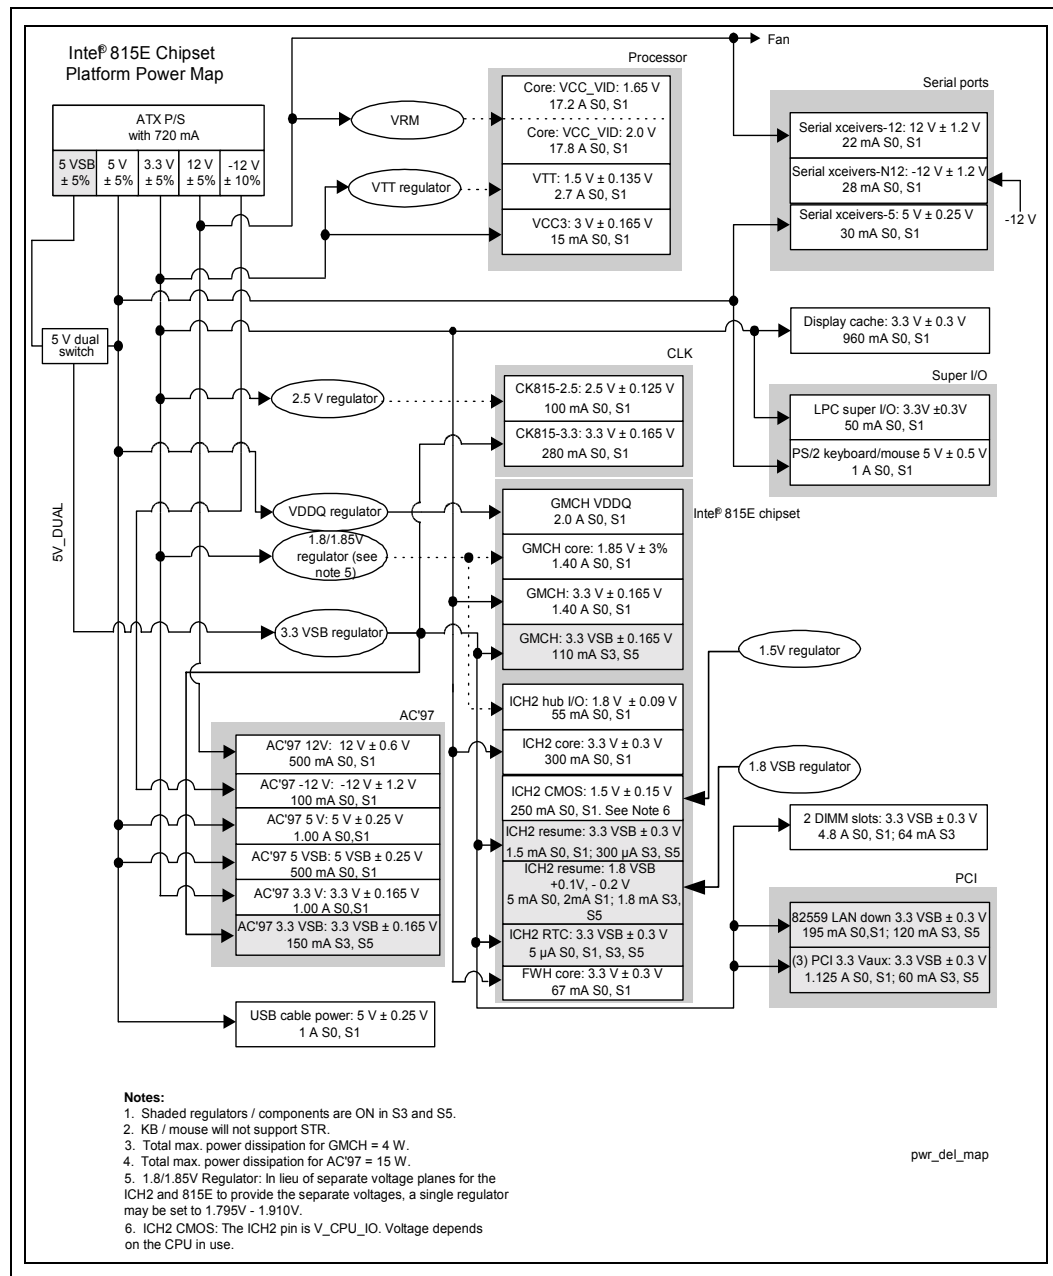 Intel® 815E Chipset
Platform Power Map
ATX P/S
with 720 mA
5 VSB
± 5%
5 V
± 5%
3.3 V
± 5%
12 V
± 5%
-12 V
± 10%
Fan
Processor
Core: VCC_VID: 1.65 V
17.2 A S0, S1
Core: VCC_VID: 2.0 V
17.8 A S0, S1
VTT: 1.5 V ± 0.135 V
2.7 A S0, S1
VCC3: 3 V ± 0.165 V
15 mA S0, S1
VRM
VTT regulator
Serial ports
Serial xceivers-12: 12 V ± 1.2 V
22 mA S0, S1
Serial xceivers-N12: -12 V ± 1.2 V
28 mA S0, S1
Serial xceivers-5: 5 V ± 0.25 V
30 mA S0, S1
-12 V
5 V dual
switch
Display cache: 3.3 V ± 0.3 V
960 mA S0, S1
CLK
CK815-2.5: 2.5 V ± 0.125 V
100 mA S0, S1
CK815-3.3: 3.3 V ± 0.165 V
280 mA S0, S1
2.5 V regulator
Super I/O
LPC super I/O: 3.3V ±0.3V
50 mA S0, S1
PS/2 keyboard/mouse 5 V ± 0.5 V
1 A S0, S1
5V_DUAL
VDDQ regulator
1.8/1.85V
regulator (see
note 5)
3.3 VSB regulator
Intel® 815E chipset
GMCH VDDQ
2.0 A S0, S1
GMCH core: 1.85 V ± 3%
1.40 A S0, S1
GMCH: 3.3 V ± 0.165 V
1.40 A S0, S1
GMCH: 3.3 VSB ± 0.165 V
110 mA S3, S5
ICH2 hub I/O: 1.8 V ± 0.09 V
55 mA S0, S1
ICH2 core: 3.3 V ± 0.3 V
300 mA S0, S1
ICH2 CMOS: 1.5 V ± 0.15 V
250 mA S0, S1. See Note 6
ICH2 resume: 3.3 VSB ± 0.3 V
1.5 mA S0, S1; 300 µA S3, S5
ICH2 resume: 1.8 VSB
+0.1V, - 0.2 V
5 mA S0, 2mA S1; 1.8 mA S3,
S5
ICH2 RTC: 3.3 VSB ± 0.3 V
5 µA S0, S1, S3, S5
FWH core: 3.3 V ± 0.3 V
67 mA S0, S1
1.5V regulator
1.8 VSB regulator
AC'97
AC'97 12V: 12 V ± 0.6 V
500 mA S0, S1
AC'97 -12 V: -12 V ± 1.2 V
100 mA S0, S1
AC'97 5 V: 5 V ± 0.25 V
1.00 A S0,S1
AC'97 5 VSB: 5 VSB ± 0.25 V
500 mA S0, S1
AC'97 3.3 V: 3.3 V ± 0.165 V
1.00 A S0,S1
AC'97 3.3 VSB: 3.3 VSB ± 0.165 V
150 mA S3, S5
2 DIMM slots: 3.3 VSB ± 0.3 V
4.8 A S0, S1; 64 mA S3
PCI
82559 LAN down 3.3 VSB ± 0.3 V
195 mA S0,S1; 120 mA S3, S5
(3) PCI 3.3 Vaux: 3.3 VSB ± 0.3 V
1.125 A S0, S1; 60 mA S3, S5
USB cable power: 5 V ± 0.25 V
1 A S0, S1
Notes:
1. Shaded regulators / components are ON in S3 and S5.
2. KB / mouse will not support STR.
3. Total max. power dissipation for GMCH = 4 W.
4. Total max. power dissipation for AC'97 = 15 W.
5. 1.8/1.85V Regulator: In lieu of separate voltage planes for the
ICH2 and 815E to provide the separate voltages, a single regulator
may be set to 1.795V - 1.910V.
6. ICH2 CMOS: The ICH2 pin is V_CPU_IO. Voltage depends
on the CPU in use.
pwr_del_map